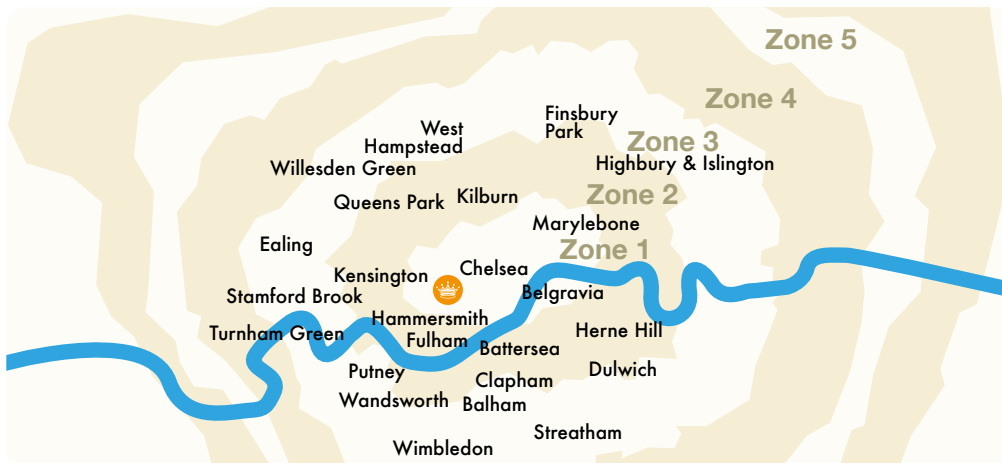 Zone 5
Zone 4
Finsbury
Park
West
Hampstead
Zone 3
Highbury & Islington
Willesden Green
Zone 2
Queens Park
Kilburn
Marylebone
Ealing
Zone 1
Kensington
Chelsea
Stamford Brook
Belgravia
Hammersmith
Turnham Green
Fulham
Herne Hill
Battersea
Putney
Dulwich
Clapham
Wandsworth
Balham
Streatham
Wimbledon